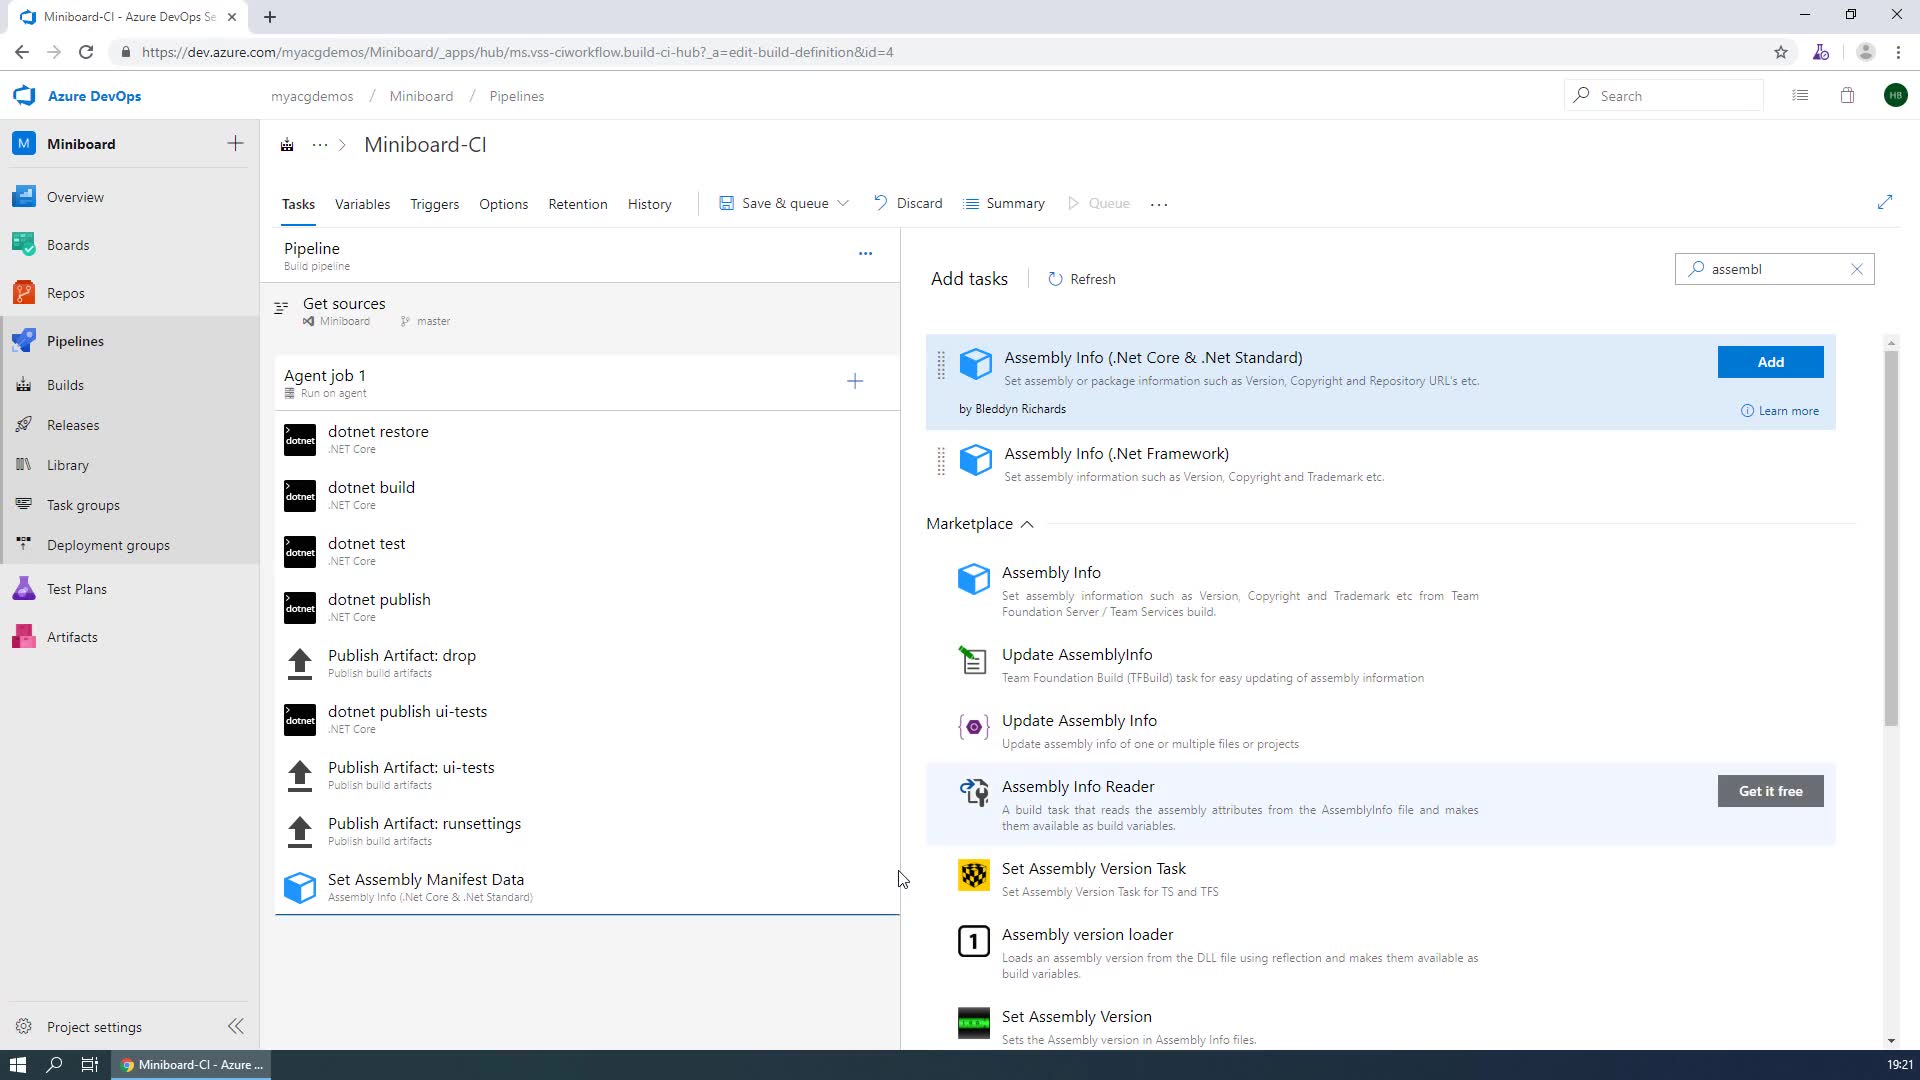 Miniboard-CI - Azure DevOps Se
https://dev.azure.com/myacgdemos/Miniboard/_apps/hub/ms.vss-ciworkflow.build-ci-hub?_a=edit-build-definition&id=4
Azure DevOps
myacgdemos / Miniboard / Pipelines
Search
HB
M Miniboard
Overview
Boards
Repos
Pipelines
Builds
Releases
Library
Task groups
Deployment groups
Test Plans
Artifacts
Project settings
... > Miniboard-CI
Tasks Variables Triggers Options Retention History Save & queue Discard Summary Queue ...
Pipeline
Build pipeline
Get sources
Miniboard master
Agent job 1
Run on agent
dotnet dotnet restore
.NET Core
dotnet dotnet build
.NET Core
dotnet dotnet test
.NET Core
dotnet dotnet publish
.NET Core
Publish Artifact: drop
Publish build artifacts
dotnet dotnet publish ui-tests
.NET Core
Publish Artifact: ui-tests
Publish build artifacts
Publish Artifact: runsettings
Publish build artifacts
Set Assembly Manifest Data
Assembly Info (.Net Core & .Net Standard)
Add tasks Refresh
assembl
Assembly Info (.Net Core & .Net Standard)
Set assembly or package information such as Version, Copyright and Repository URL's etc.
Add
by Bleddyn Richards
Learn more
Assembly Info (.Net Framework)
Set assembly information such as Version, Copyright and Trademark etc.
Marketplace
Assembly Info
Set assembly information such as Version, Copyright and Trademark etc from Team
Foundation Server / Team Services build.
Update AssemblyInfo
Team Foundation Build (TFBuild) task for easy updating of assembly information
Update Assembly Info
Update assembly info of one or multiple files or projects
Assembly Info Reader
A build task that reads the assembly attributes from the AssemblyInfo file and makes
them available as build variables.
Get it free
Set Assembly Version Task
Set Assembly Version Task for TS and TFS
1 Assembly version loader
Loads an assembly version from the DLL file using reflection and makes them available as
build variables.
Set Assembly Version
Sets the Assembly version in Assembly Info files.
Miniboard-CI - Azure ...
19:21